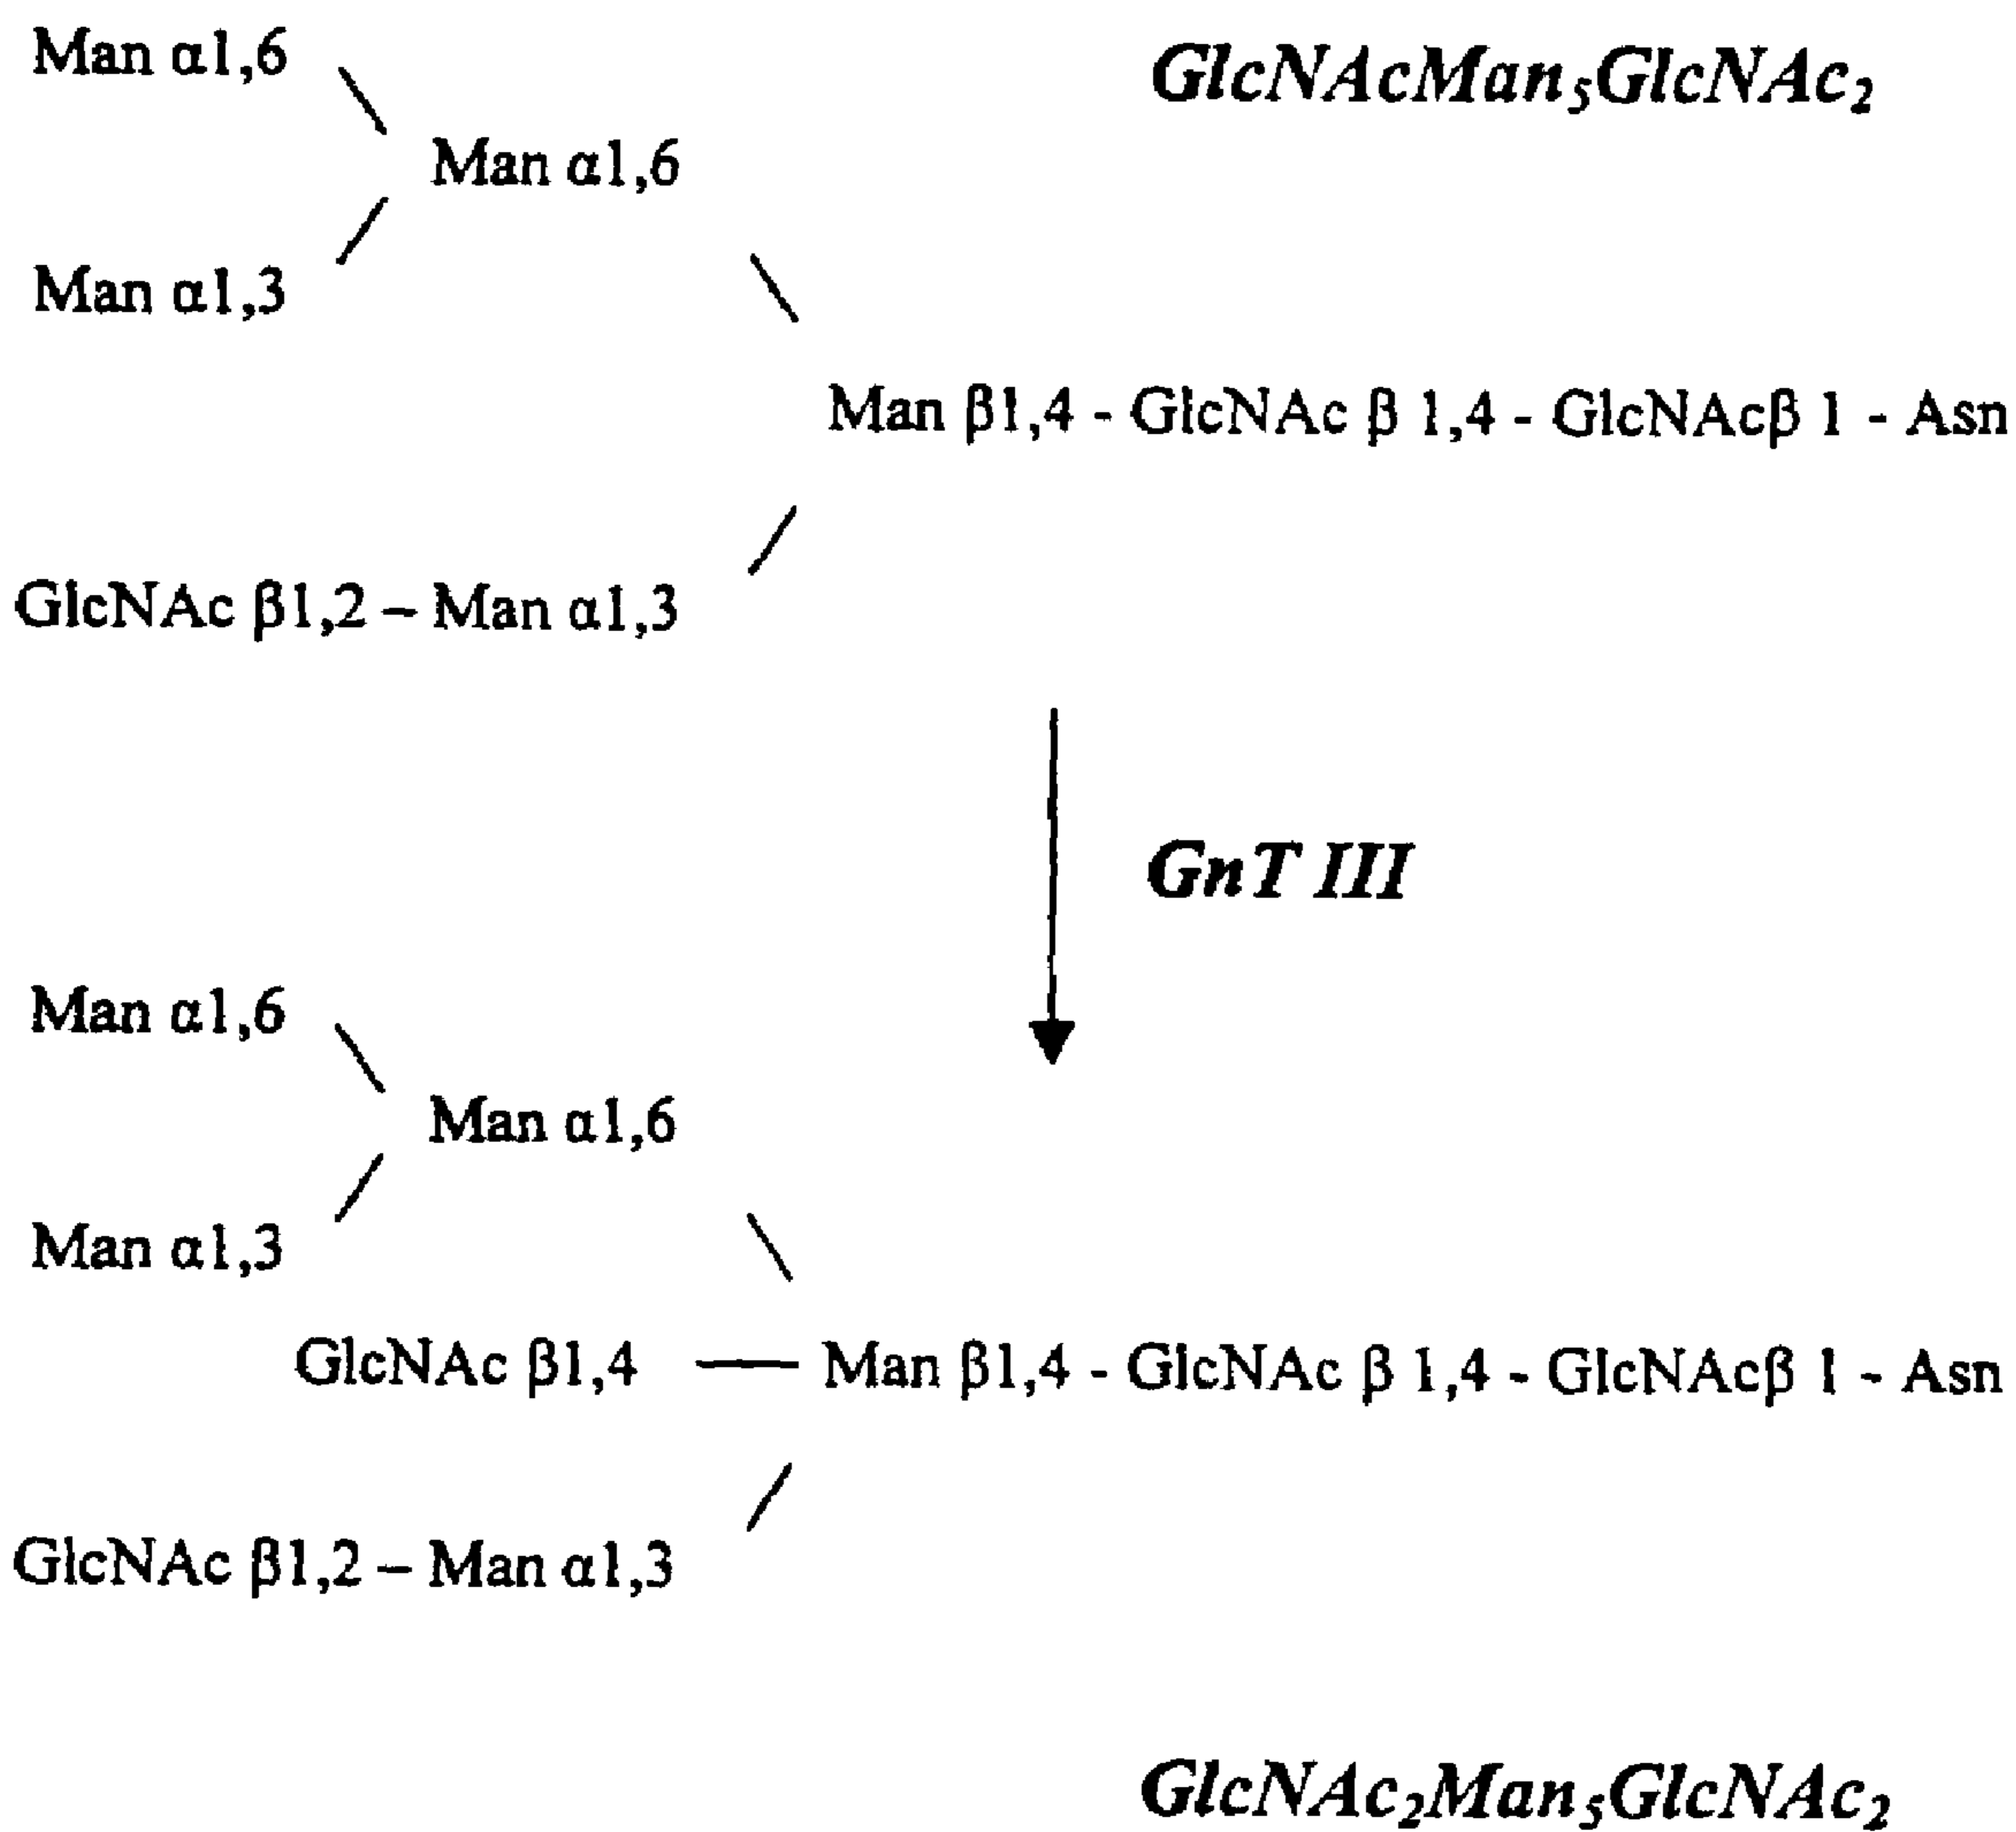 Man α1,6
GlcNAcMan₅GlcNAc₂
Man α1,6
Man α1,3
Man β1,4 - GlcNAc β 1,4 - GlcNAcβ 1 - Asn
GlcNAc β1,2 – Man α1,3
GnT III
Man α1,6
Man α1,6
Man α1,3
GlcNAc β1,4 — Man β1,4 - GlcNAc β 1,4 - GlcNAcβ 1 - Asn
GlcNAc β1,2 – Man α1,3
GlcNAc₂Man₅GlcNAc₂